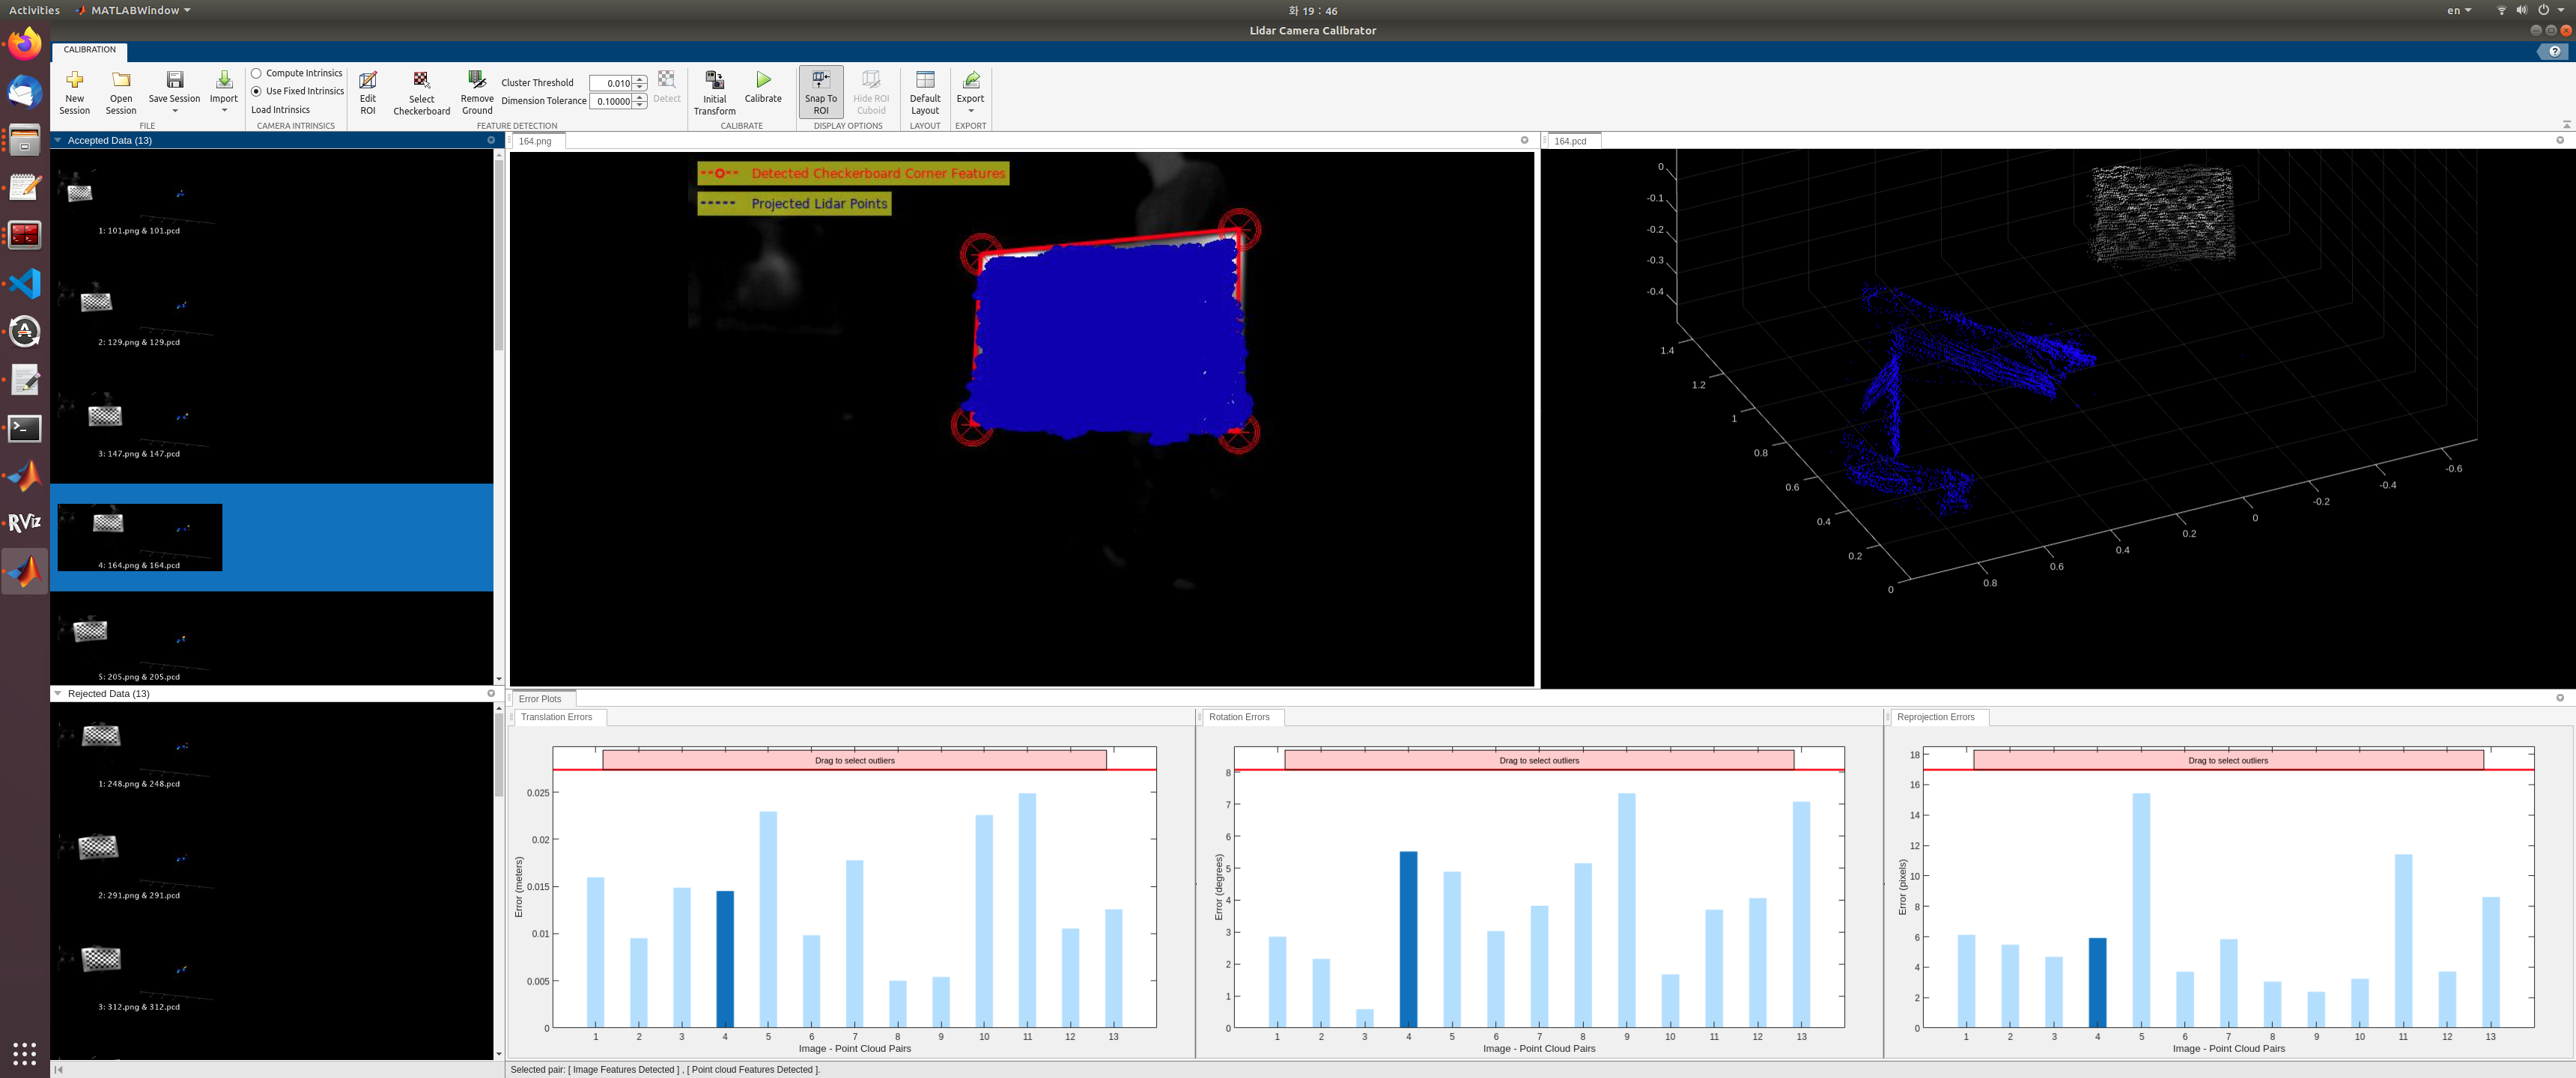 Activities
MATLABWindow
화 19 : 46
en
Lidar Camera Calibrator
CALIBRATION
New Session
Open Session
Save Session
Import
FILE
Compute Intrinsics
Use Fixed Intrinsics
Load Intrinsics
CAMERA INTRINSICS
Edit ROI
Select Checkerboard
Remove Ground
Cluster Threshold 0.010
Dimension Tolerance 0.10000
Detect
FEATURE DETECTION
Initial Transform
Calibrate
CALIBRATE
Snap To ROI
Hide ROI Cuboid
DISPLAY OPTIONS
Default Layout
LAYOUT
Export
EXPORT
Accepted Data (13)
1: 101.png & 101.pcd
2: 129.png & 129.pcd
3: 147.png & 147.pcd
4: 164.png & 164.pcd
5: 205.png & 205.pcd
Rejected Data (13)
1: 248.png & 248.pcd
2: 291.png & 291.pcd
3: 312.png & 312.pcd
RViz
164.png
Detected Checkerboard Corner Features
Projected Lidar Points
164.pcd
0
-0.1
-0.2
-0.3
-0.4
1.4
1.2
1
0.8
0.6
0.4
0.2
0
0.8
0.6
0.4
0.2
0
-0.2
-0.4
-0.6
Error Plots
Translation Errors
Drag to select outliers
0.025
0.02
0.015
0.01
0.005
0
Error (meters)
1 2 3 4 5 6 7 8 9 10 11 12 13
Image - Point Cloud Pairs
Rotation Errors
Drag to select outliers
8
7
6
5
4
3
2
1
0
Error (degrees)
1 2 3 4 5 6 7 8 9 10 11 12 13
Image - Point Cloud Pairs
Reprojection Errors
Drag to select outliers
18
16
14
12
10
8
6
4
2
0
Error (pixels)
1 2 3 4 5 6 7 8 9 10 11 12 13
Image - Point Cloud Pairs
Selected pair: [ Image Features Detected ] , [ Point cloud Features Detected ].